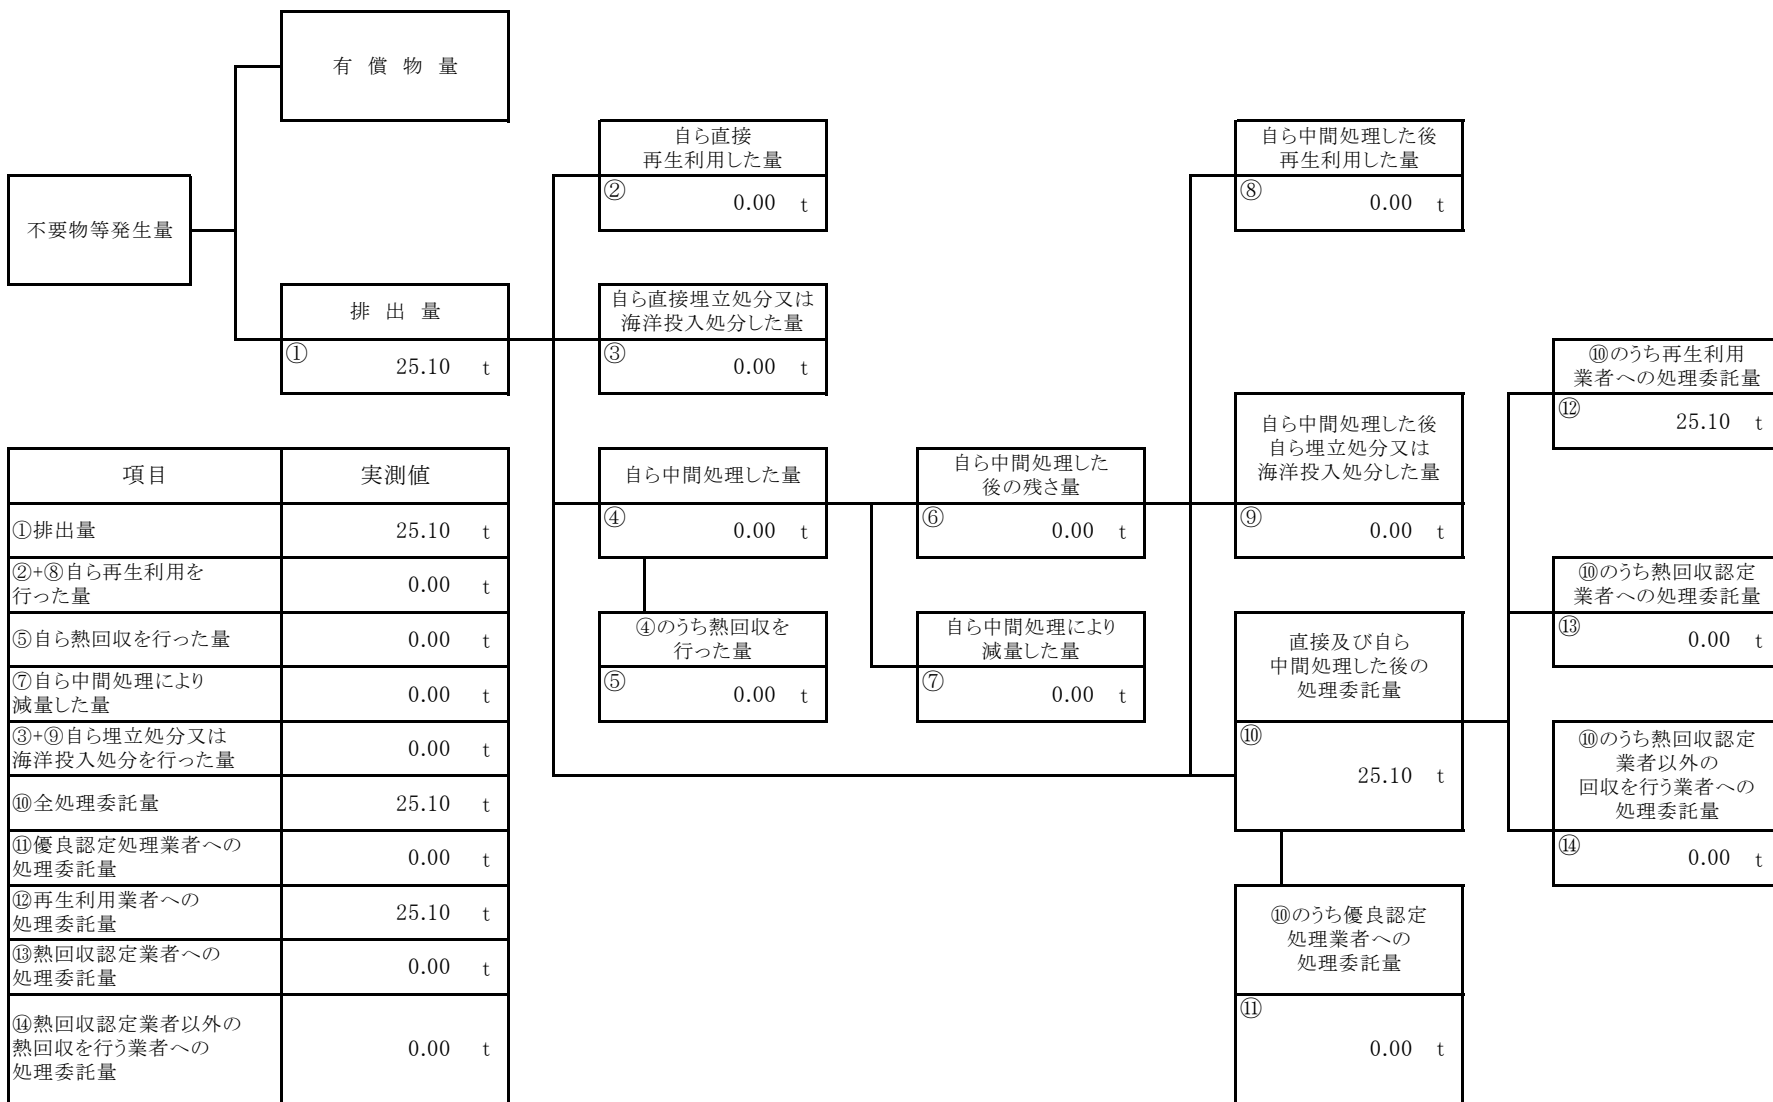 有 償 物 量
不要物等発生量
排 出 量
① 25.10 t
自ら直接
再生利用した量
② 0.00 t
自ら直接埋立処分又は
海洋投入処分した量
③ 0.00 t
自ら中間処理した量
④ 0.00 t
④のうち熱回収を
行った量
⑤ 0.00 t
自ら中間処理した
後の残さ量
⑥ 0.00 t
自ら中間処理により
減量した量
⑦ 0.00 t
自ら中間処理した後
再生利用した量
⑧ 0.00 t
自ら中間処理した後
自ら埋立処分又は
海洋投入処分した量
⑨ 0.00 t
直接及び自ら
中間処理した後の
処理委託量
⑩
25.10 t
⑩のうち優良認定
処理業者への
処理委託量
⑪
0.00 t
⑩のうち再生利用
業者への処理委託量
⑫ 25.10 t
⑩のうち熱回収認定
業者への処理委託量
⑬ 0.00 t
⑩のうち熱回収認定
業者以外の
回収を行う業者への
処理委託量
⑭ 0.00 t
項目 実測値
①排出量 25.10 t
②+⑧自ら再生利用を
行った量 0.00 t
⑤自ら熱回収を行った量 0.00 t
⑦自ら中間処理により
減量した量 0.00 t
③+⑨自ら埋立処分又は
海洋投入処分を行った量 0.00 t
⑩全処理委託量 25.10 t
⑪優良認定処理業者への
処理委託量 0.00 t
⑫再生利用業者への
処理委託量 25.10 t
⑬熱回収認定業者への
処理委託量 0.00 t
⑭熱回収認定業者以外の
熱回収を行う業者への 0.00 t
処理委託量